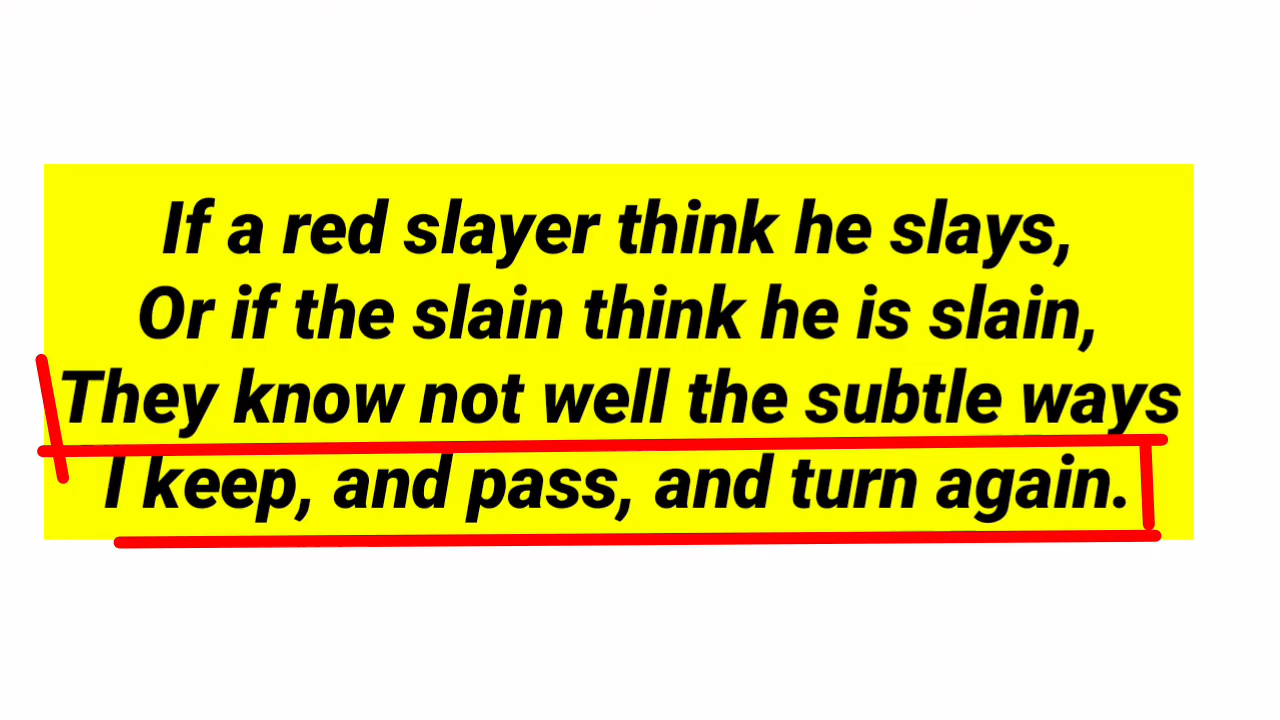 If a red slayer think he slays,
Or if the slain think he is slain,
They know not well the subtle ways
I keep, and pass, and turn again.